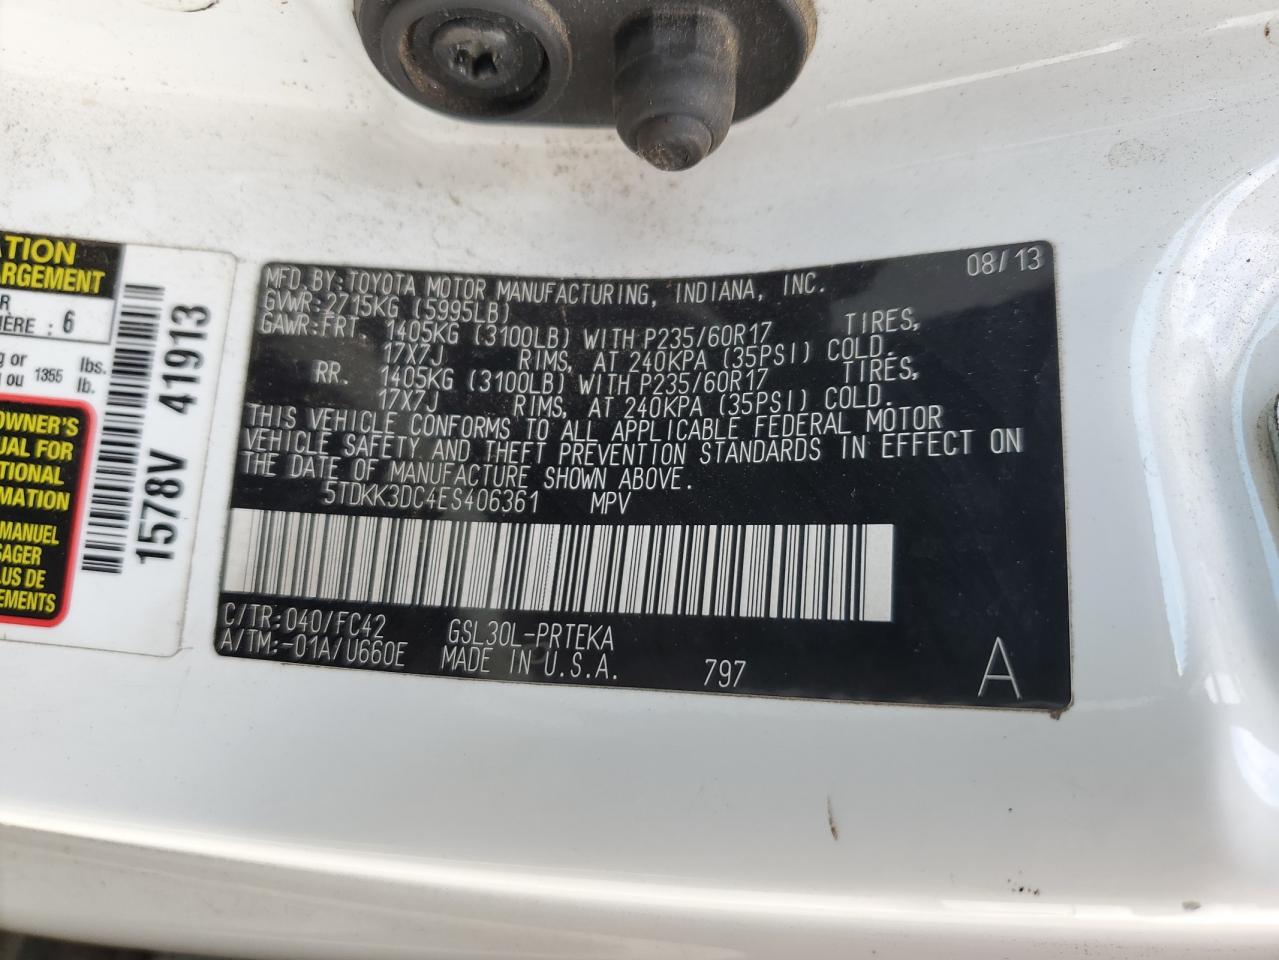 ATION
ARGEMENT
R
IÈRE : 6
g or lbs.
ou 1355 lb.
OWNER'S
UAL FOR
TIONAL
RMATION
MANUEL
SAGER
LUS DE
EMENTS
1578V 41913
MFD.BY:TOYOTA MOTOR MANUFACTURING, INDIANA, INC. 08/13
GVWR:2715KG (5995LB)
GAWR:FRT. 1405KG (3100LB) WITH P235/60R17 TIRES,
17X7J RIMS, AT 240KPA (35PSI) COLD.
RR. 1405KG (3100LB) WITH P235/60R17 TIRES,
17X7J RIMS, AT 240KPA (35PSI) COLD.
THIS VEHICLE CONFORMS TO ALL APPLICABLE FEDERAL MOTOR
VEHICLE SAFETY AND THEFT PREVENTION STANDARDS IN EFFECT ON
THE DATE OF MANUFACTURE SHOWN ABOVE.
5TDKK3DC4ES406361 MPV
C/TR:040/FC42 GSL30L-PRTEKA
A/TM:-01A/U660E MADE IN U.S.A. 797 A